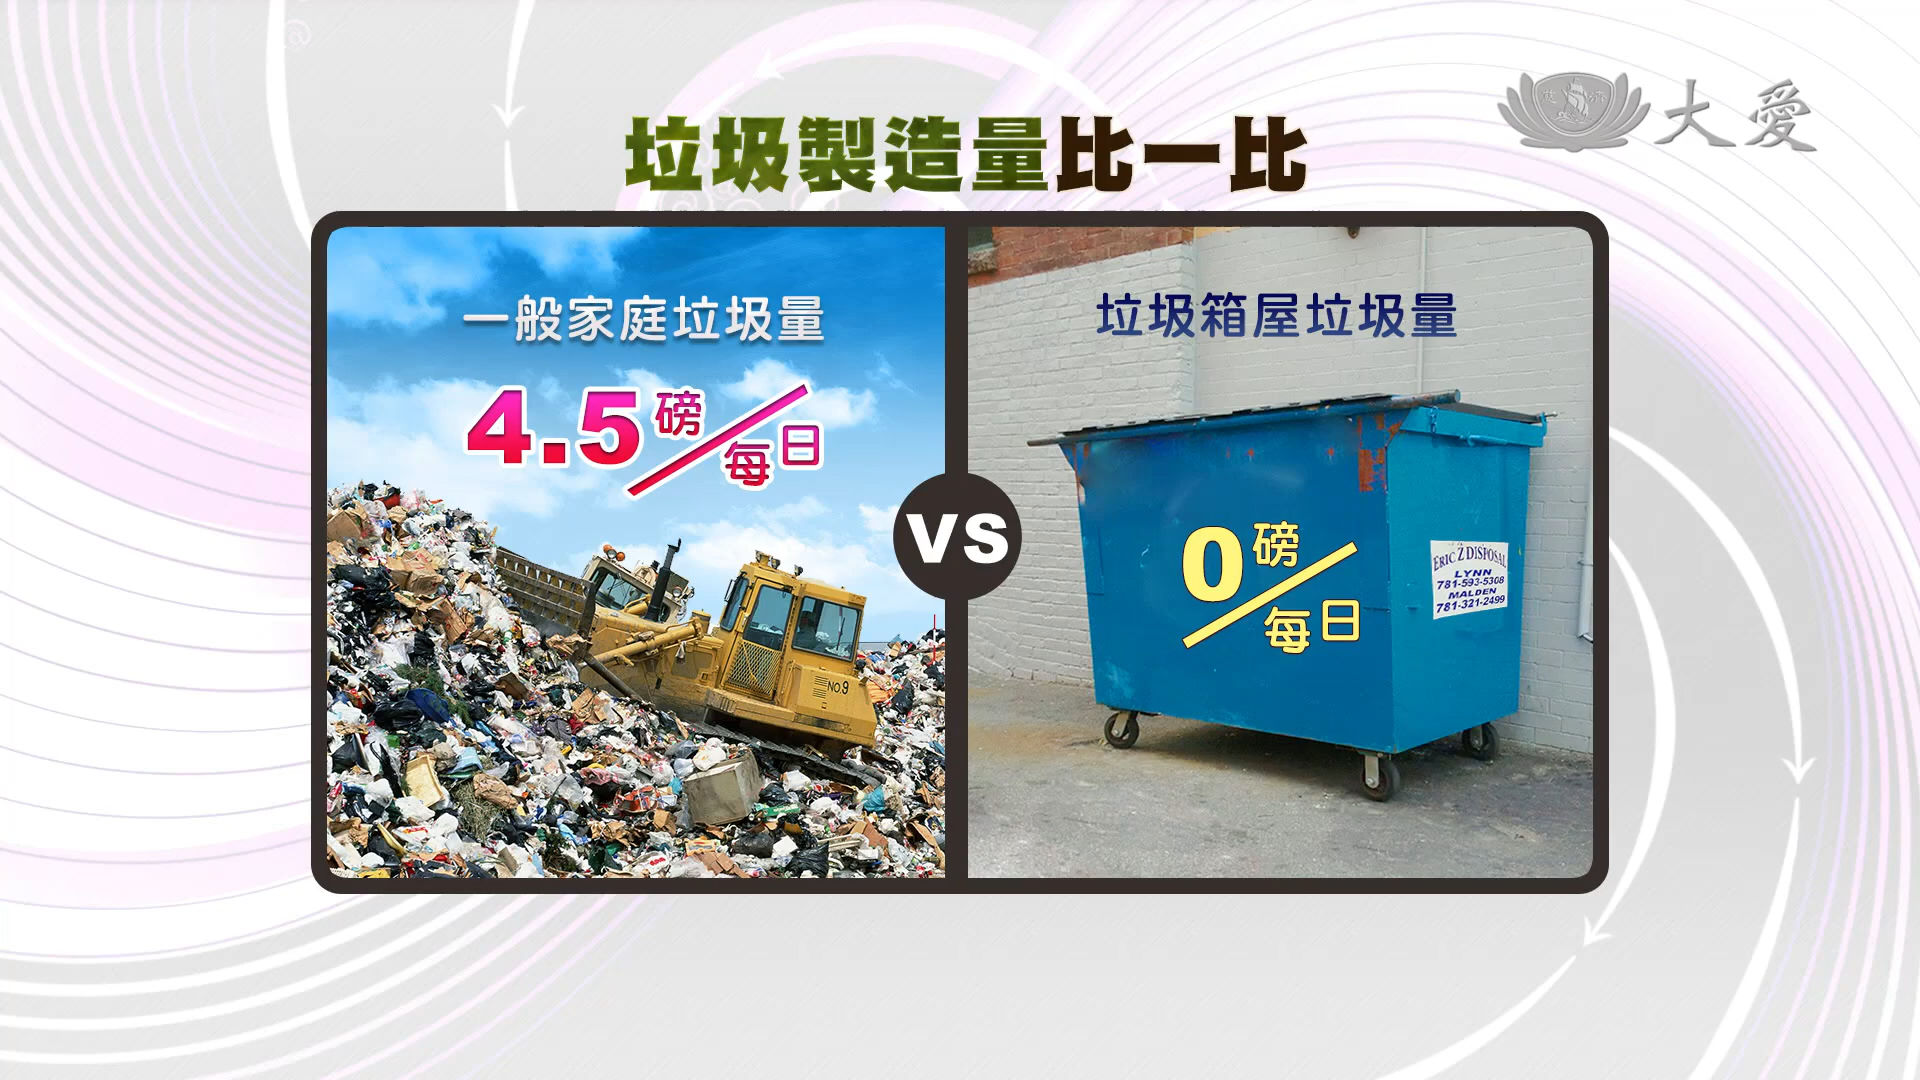 大愛
垃圾製造量比一比
一般家庭垃圾量
4.5磅/每日
VS
垃圾箱屋垃圾量
0磅/每日
NO.9
ERIC Z DISPOSAL
LYNN
781-593-5308
MALDEN
781-321-2499